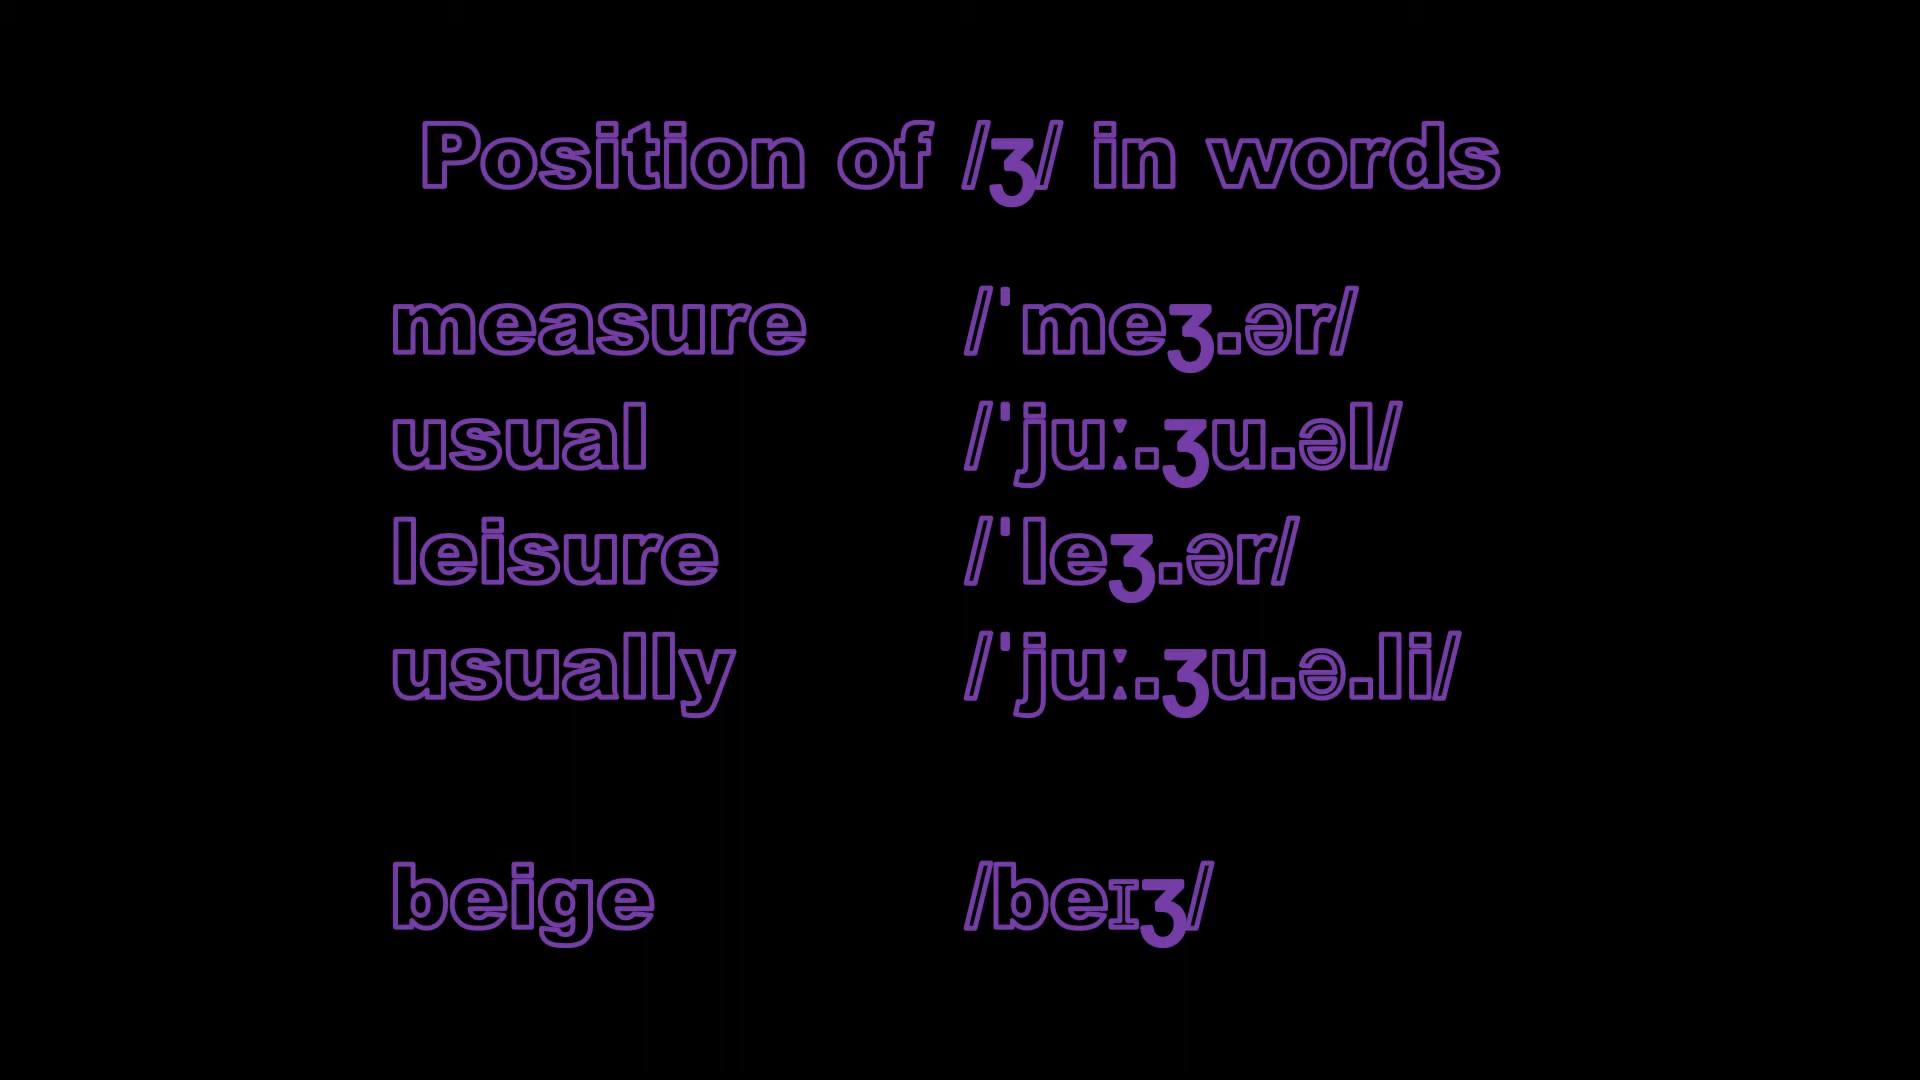 Position of /ʒ/ in words
measure /ˈmeʒ.ər/
usual /ˈjuː.ʒu.əl/
leisure /ˈleʒ.ər/
usually /ˈjuː.ʒu.ə.li/
beige /beɪʒ/